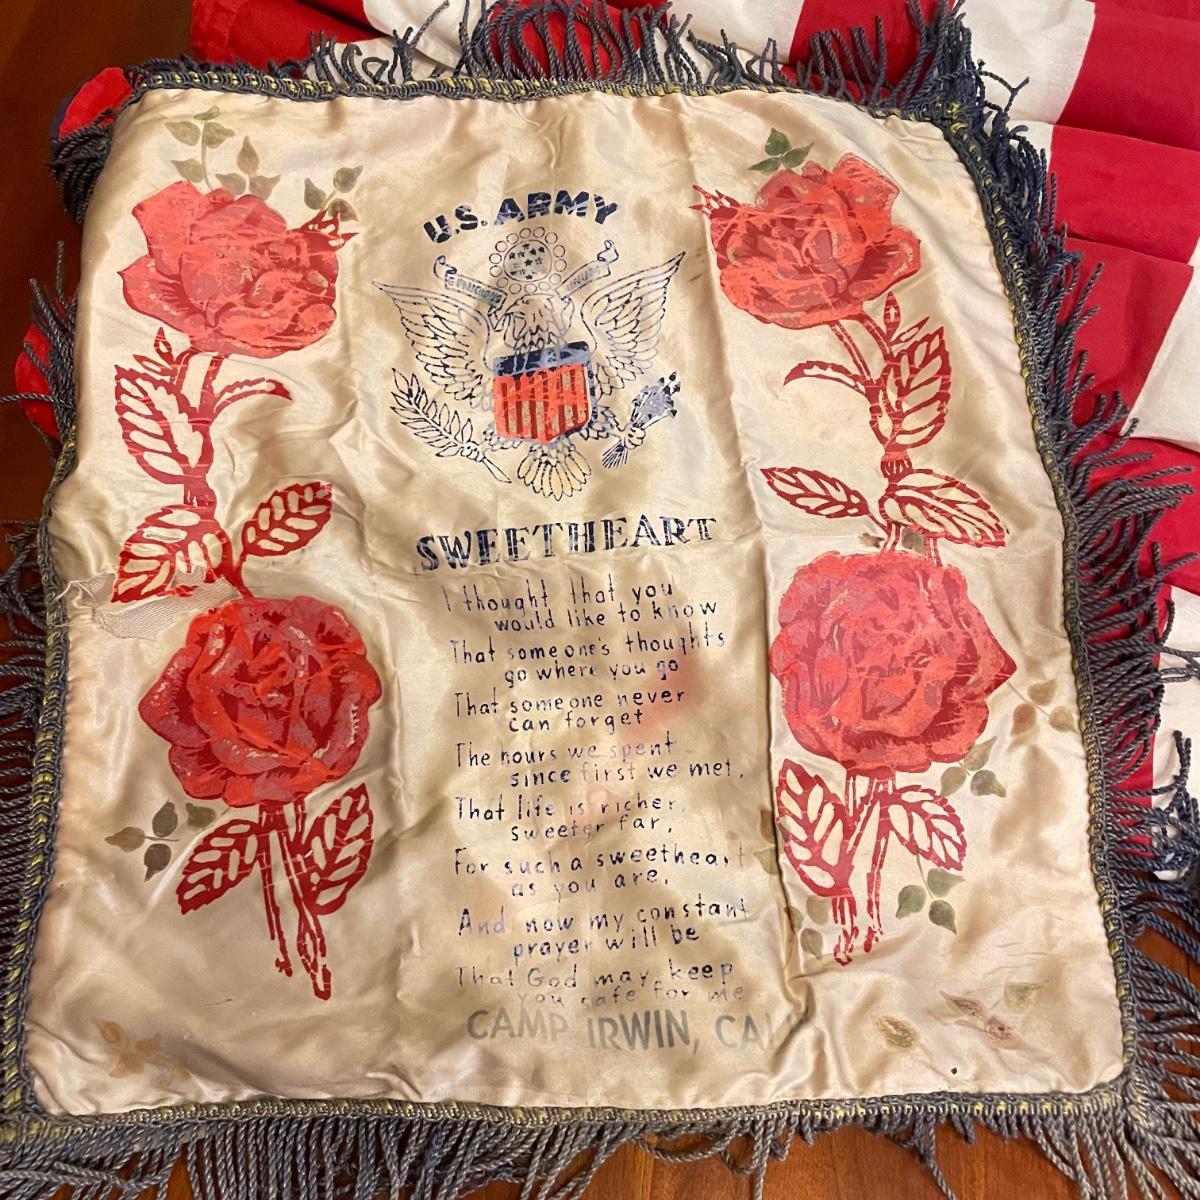 U.S. ARMY
E PLURIBUS UNUM
SWEETHEART
I thought that you
would like to know
That someone's thoughts
go where you go
That someone never
can forget
The hours we spent
since first we met,
That life is richer,
sweeter far,
For such a sweetheart
as you are,
And now my constant
prayer will be
That God may keep
you safe for me
CAMP IRWIN, CAL